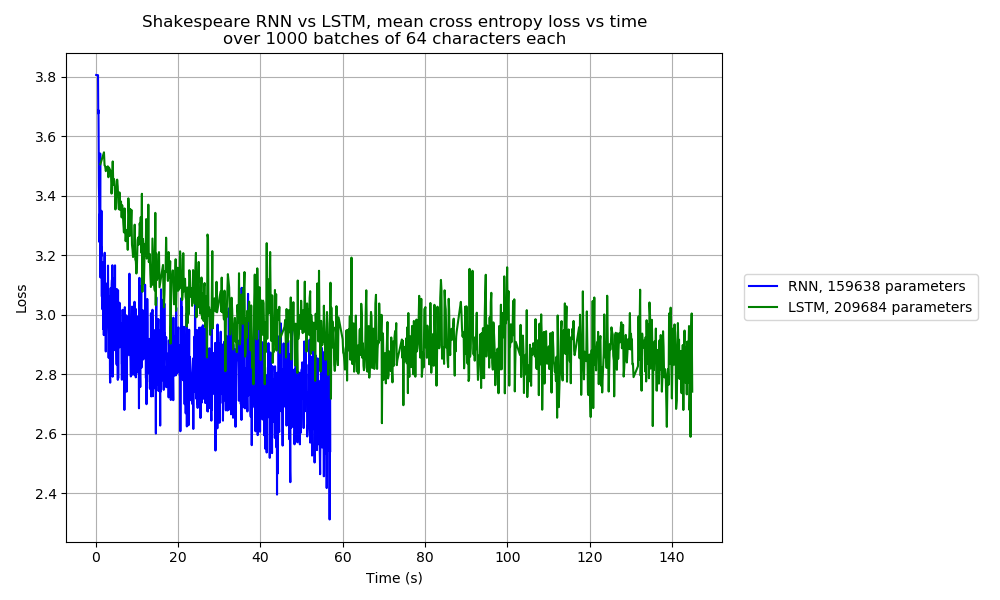 Shakespeare RNN vs LSTM, mean cross entropy loss vs time
over 1000 batches of 64 characters each
3.8
3.6
3.4
3.2
3.0
2.8
2.6
2.4
Loss
0 20 40 60 80 100 120 140
Time (s)
RNN, 159638 parameters
LSTM, 209684 parameters